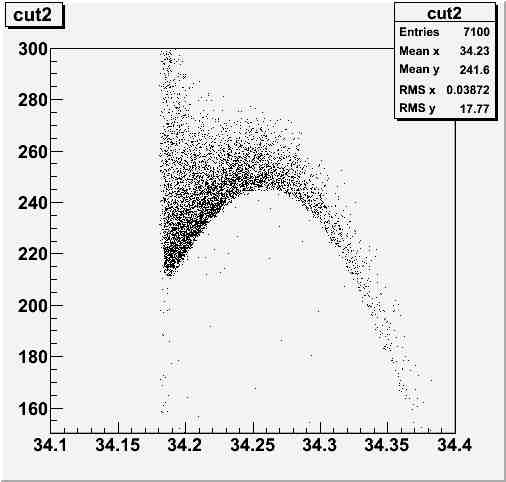 cut2
cut2
Entries 7100
Mean x 34.23
Mean y 241.6
RMS x 0.03872
RMS y 17.77
300
280
260
240
220
200
180
160
34.1 34.15 34.2 34.25 34.3 34.35 34.4